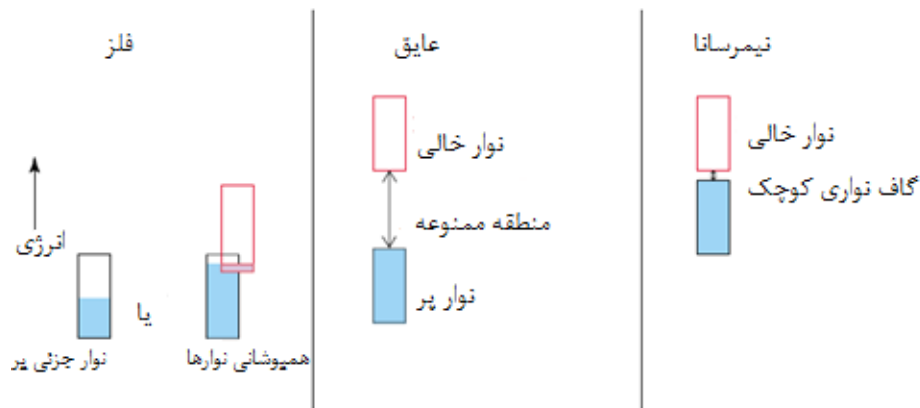 فلز
عایق
نیمرسانا
نوار خالی
نوار خالی
گاف نواری کوچک
منطقه ممنوعه
انرژی
نوار پر
یا
نوار جزئی پر
همپوشانی نوارها